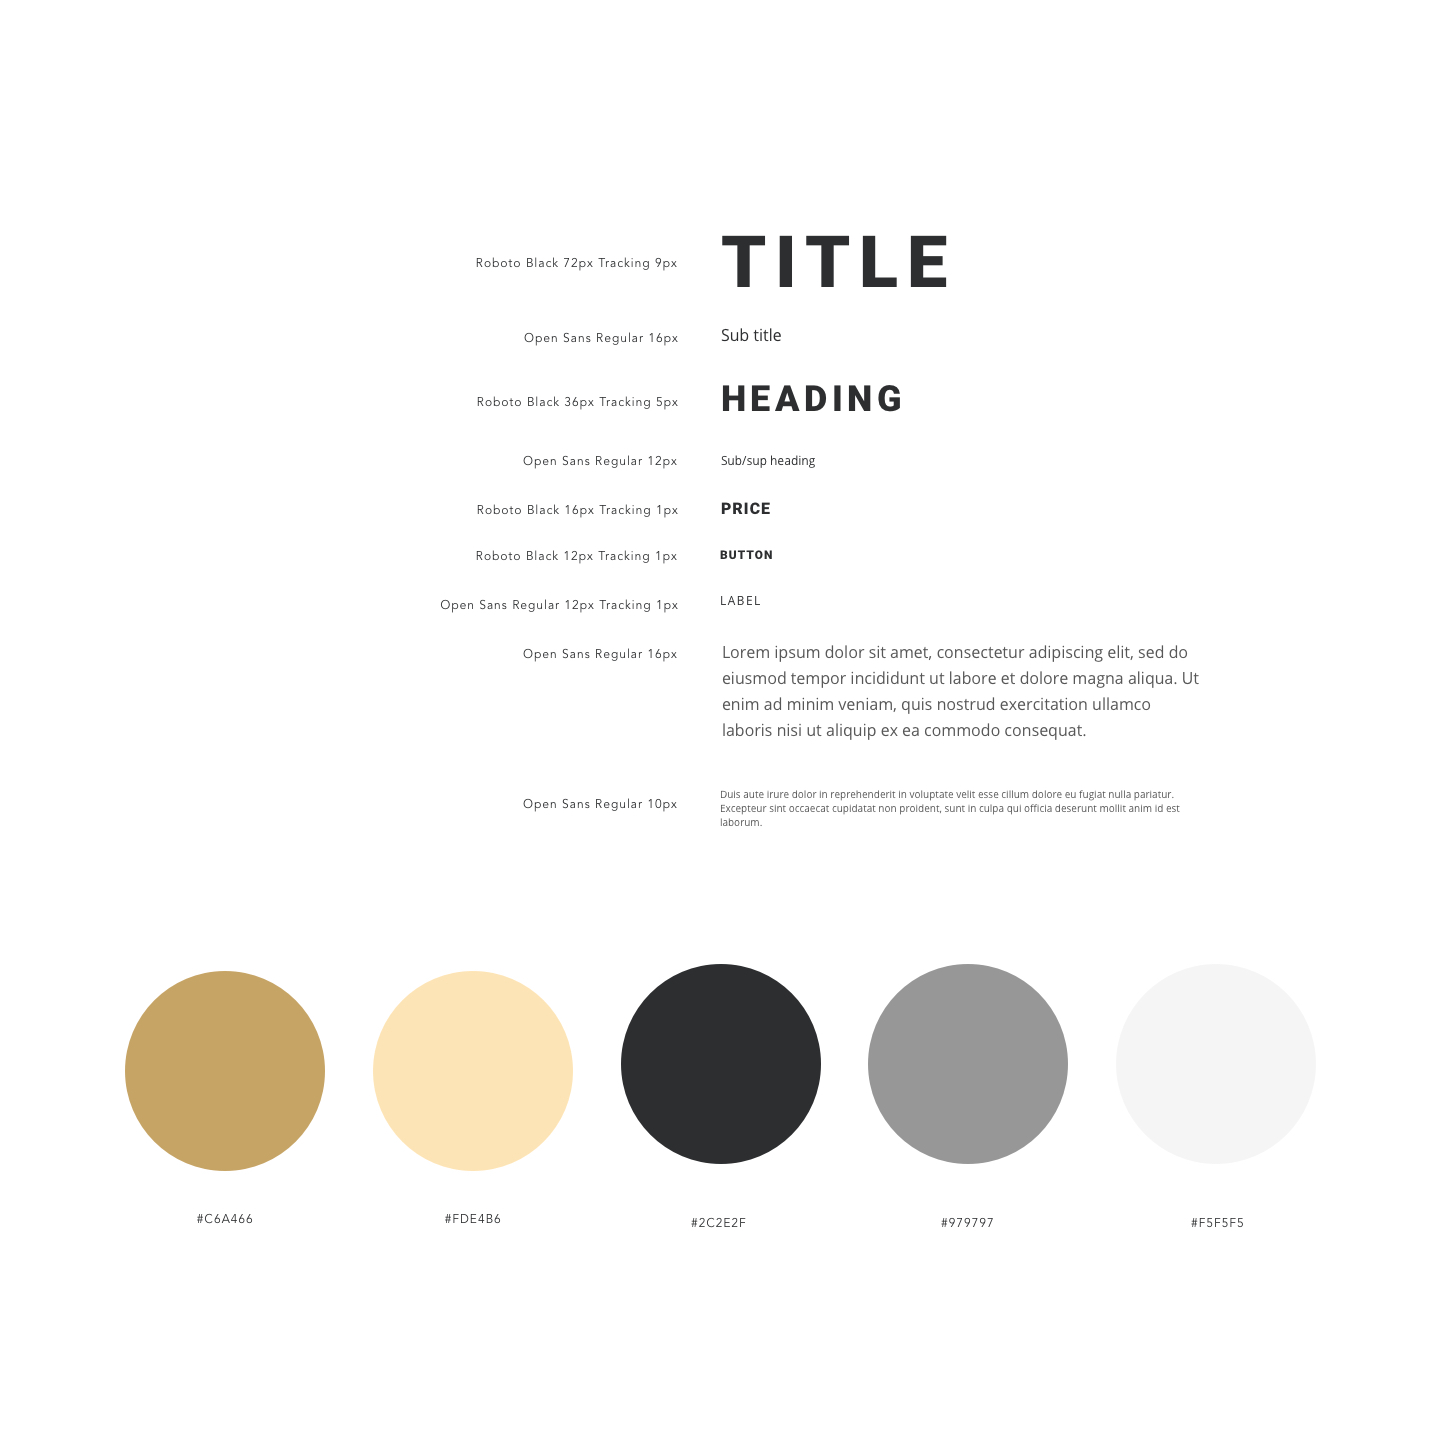 Roboto Black 72px Tracking 9px
TITLE
Open Sans Regular 16px
Sub title
Roboto Black 36px Tracking 5px
HEADING
Open Sans Regular 12px
Sub/sup heading
Roboto Black 16px Tracking 1px
PRICE
Roboto Black 12px Tracking 1px
BUTTON
Open Sans Regular 12px Tracking 1px
LABEL
Open Sans Regular 16px
Lorem ipsum dolor sit amet, consectetur adipiscing elit, sed do
eiusmod tempor incididunt ut labore et dolore magna aliqua. Ut
enim ad minim veniam, quis nostrud exercitation ullamco
laboris nisi ut aliquip ex ea commodo consequat.
Open Sans Regular 10px
Duis aute irure dolor in reprehenderit in voluptate velit esse cillum dolore eu fugiat nulla pariatur.
Excepteur sint occaecat cupidatat non proident, sunt in culpa qui officia deserunt mollit anim id est
laborum.
#C6A466
#FDE4B6
#2C2E2F
#979797
#F5F5F5